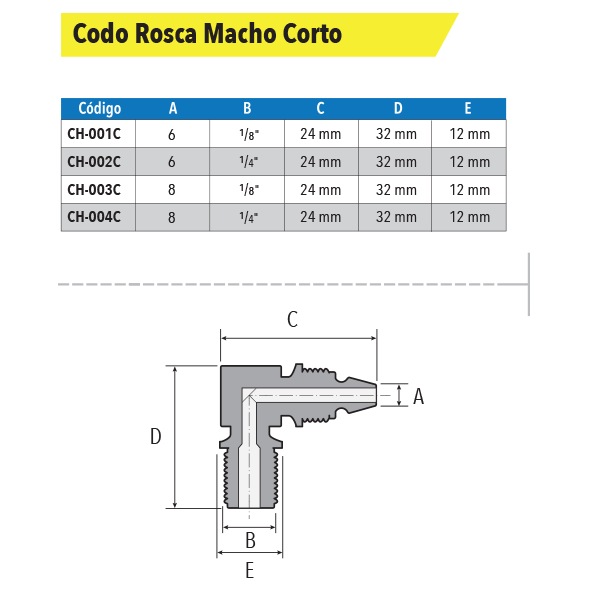 Codo Rosca Macho Corto
Código A B C D E
CH-001C 6 1/8" 24 mm 32 mm 12 mm
CH-002C 6 1/4" 24 mm 32 mm 12 mm
CH-003C 8 1/8" 24 mm 32 mm 12 mm
CH-004C 8 1/4" 24 mm 32 mm 12 mm
C
A
D
B
E